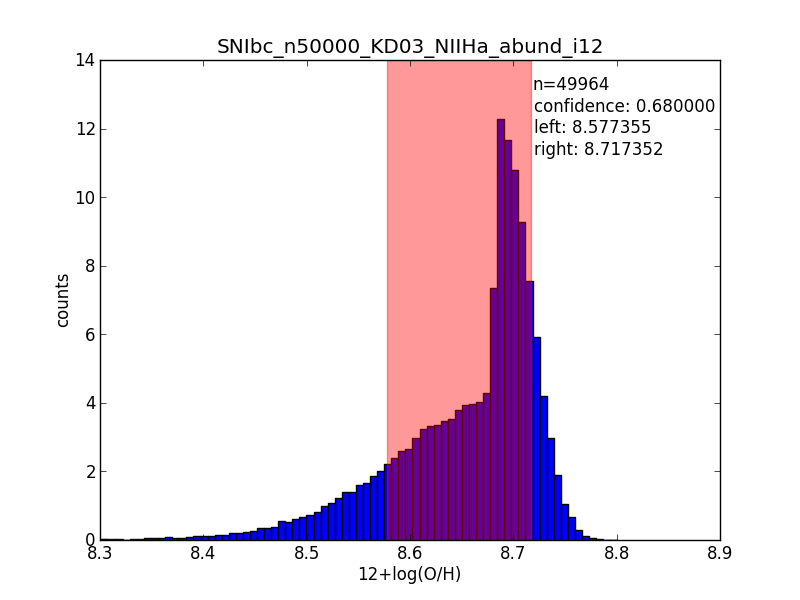 SNIbc_n50000_KD03_NIIHa_abund_i12
14
12
10
8
6
4
2
0
counts
n=49964
confidence: 0.680000
left: 8.577355
right: 8.717352
8.3 8.4 8.5 8.6 8.7 8.8 8.9
12+log(O/H)